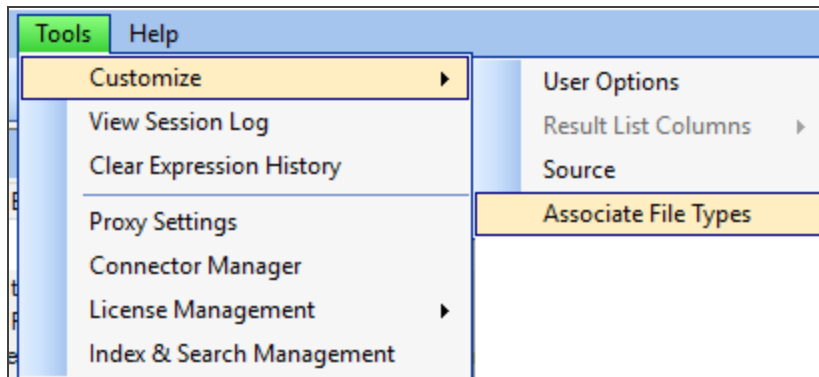 Tools Help
Customize
View Session Log
Clear Expression History
Proxy Settings
Connector Manager
License Management
Index & Search Management
User Options
Result List Columns
Source
Associate File Types